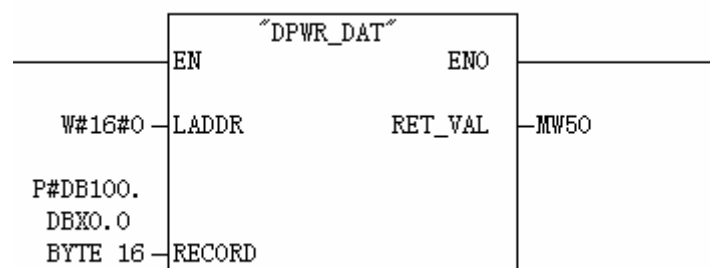 "DPWR_DAT"
EN ENO
W#16#0 LADDR RET_VAL MW50
P#DB100.
DBX0.0
BYTE 16 RECORD